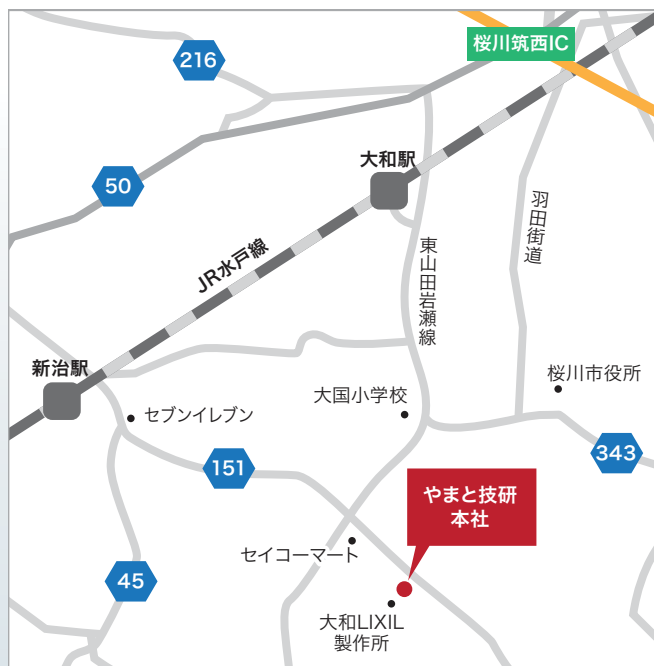 桜川筑西IC
216
大和駅
50
羽田街道
東山田岩瀬線
JR水戸線
新治駅
桜川市役所
大国小学校
セブンイレブン
343
151
やまと技研
本社
セイコーマート
45
大和LIXIL
製作所